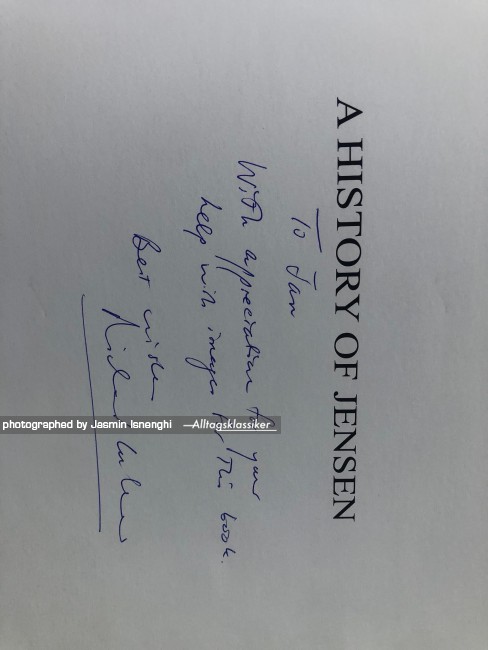 A HISTORY OF JENSEN
To Jan
With appreciation for your
help with images for this book.
Best wishes
Richard
photographed by Jasmin Isnenghi —Alltagsklassiker—